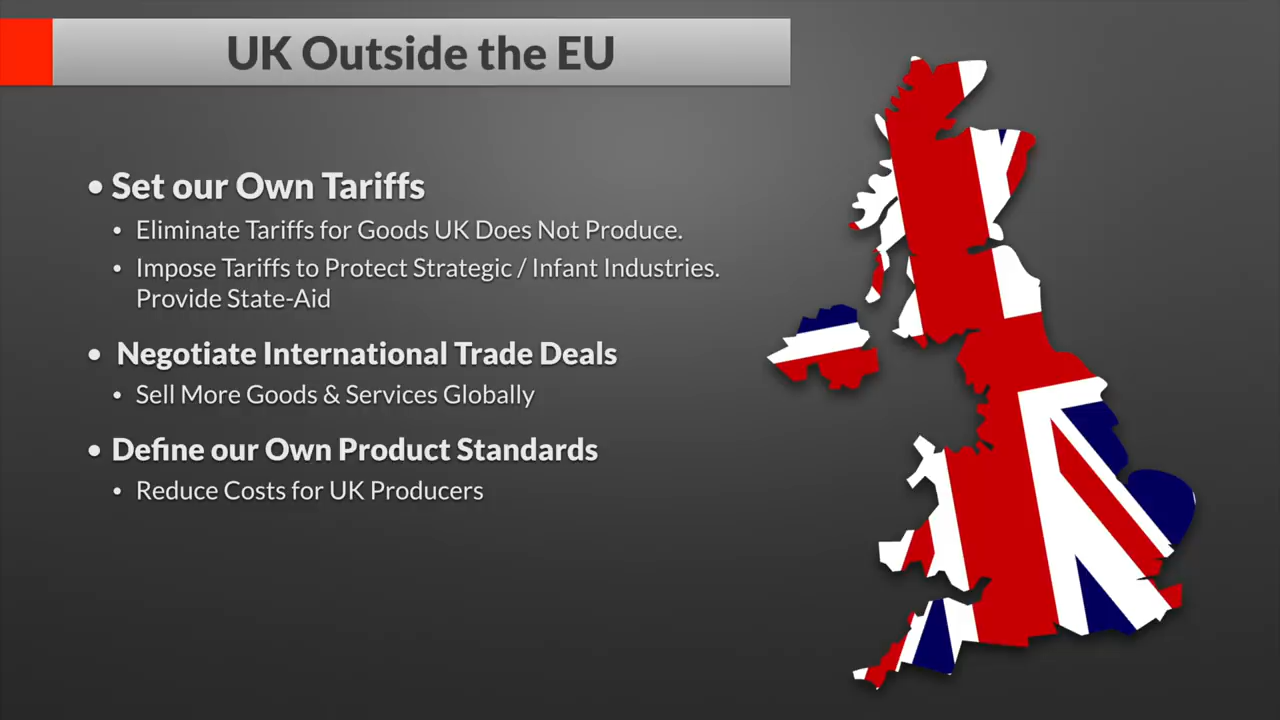 UK Outside the EU
• Set our Own Tariffs
• Eliminate Tariffs for Goods UK Does Not Produce.
• Impose Tariffs to Protect Strategic / Infant Industries.
Provide State-Aid
• Negotiate International Trade Deals
• Sell More Goods & Services Globally
• Define our Own Product Standards
• Reduce Costs for UK Producers